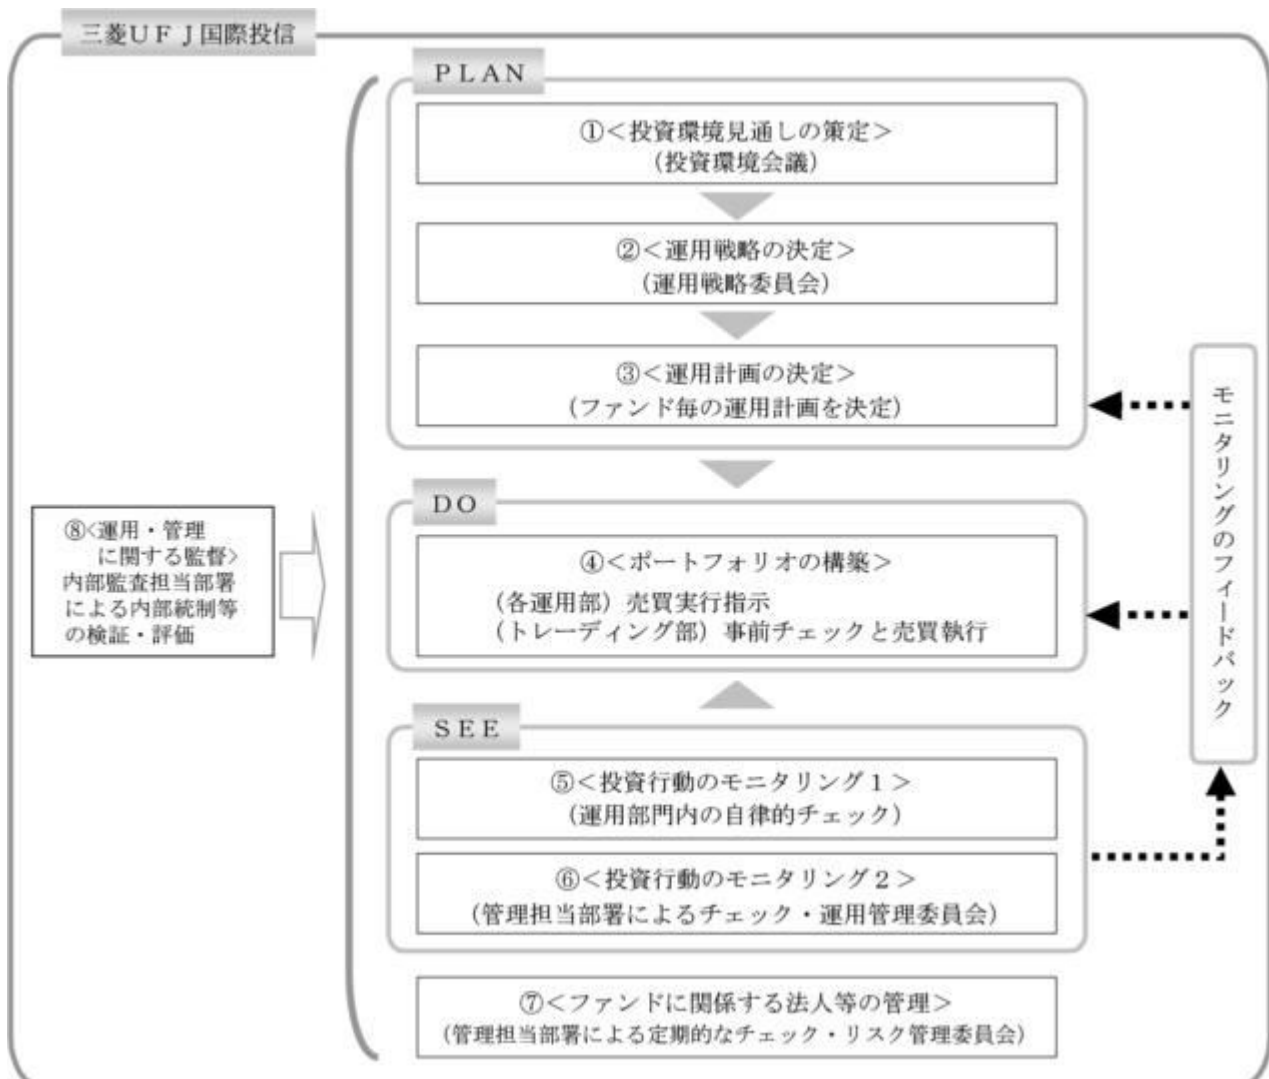 三菱ＵＦＪ国際投信
ＰＬＡＮ
①＜投資環境見通しの策定＞
（投資環境会議）
②＜運用戦略の決定＞
（運用戦略委員会）
③＜運用計画の決定＞
（ファンド毎の運用計画を決定）
ＤＯ
④＜ポートフォリオの構築＞
（各運用部）売買実行指示
（トレーディング部）事前チェックと売買執行
ＳＥＥ
⑤＜投資行動のモニタリング１＞
（運用部門内の自律的チェック）
⑥＜投資行動のモニタリング２＞
（管理担当部署によるチェック・運用管理委員会）
⑦＜ファンドに関係する法人等の管理＞
（管理担当部署による定期的なチェック・リスク管理委員会）
⑧<運用・管理
に関する監督>
内部監査担当部署
による内部統制等
の検証・評価
モニタリングのフィードバック